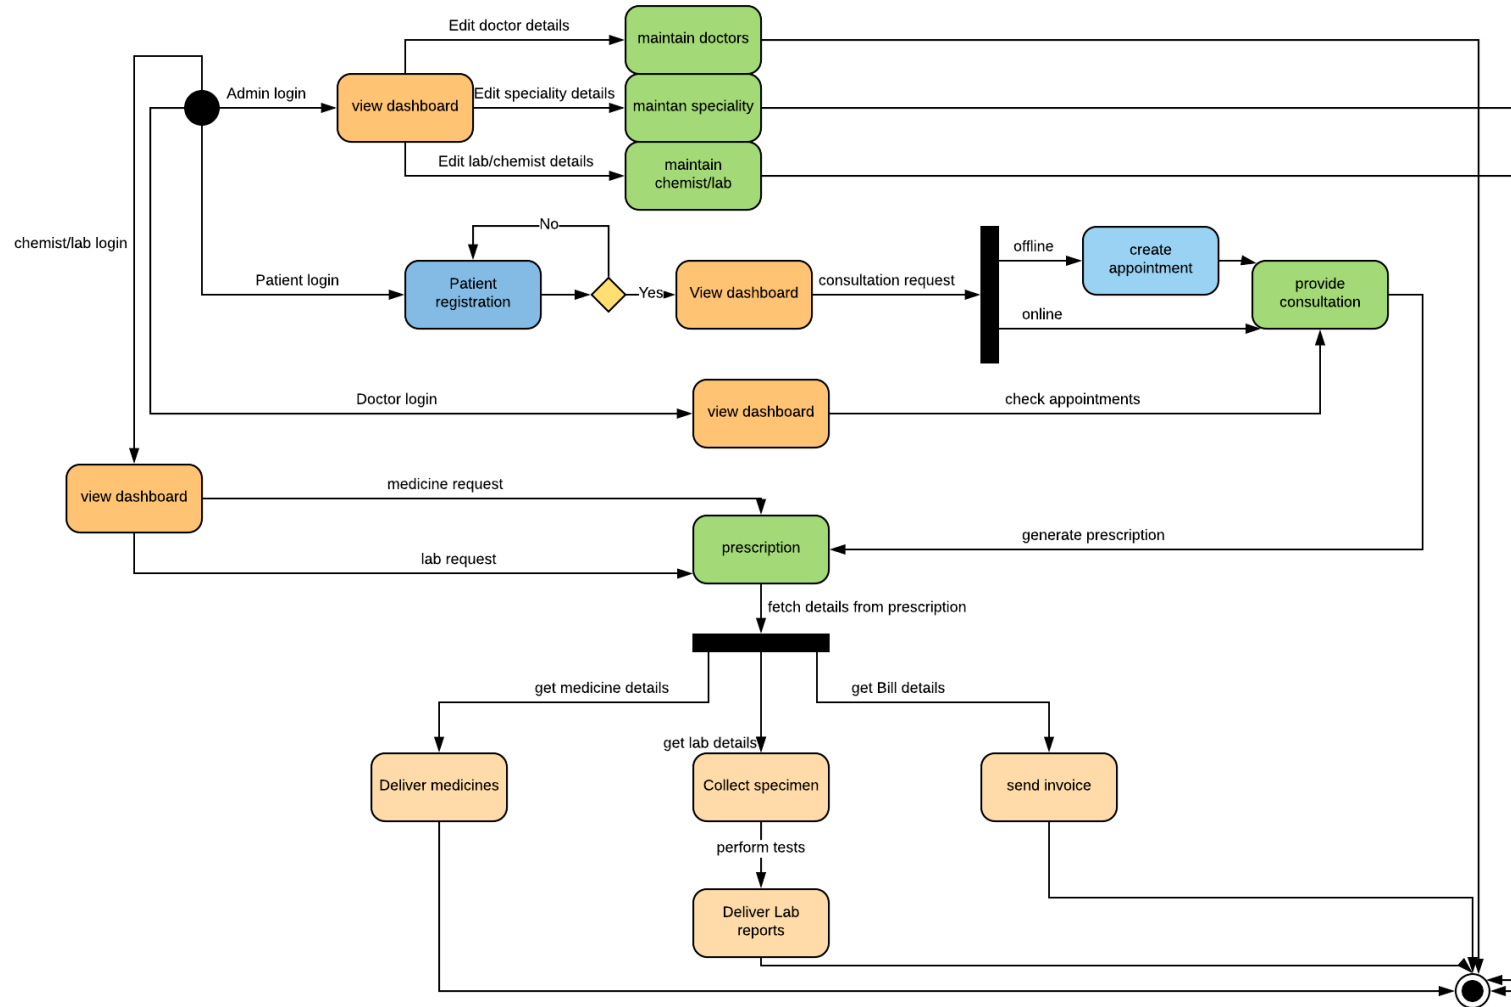 Edit doctor details
maintain doctors
Admin login
view dashboard
Edit speciality details
maintan speciality
Edit lab/chemist details
maintain
chemist/lab
chemist/lab login
No
offline
create
appointment
Patient login
Patient
registration
Yes
View dashboard
consultation request
provide
consultation
online
Doctor login
view dashboard
check appointments
view dashboard
medicine request
prescription
generate prescription
lab request
fetch details from prescription
get medicine details
get Bill details
get lab details
Deliver medicines
Collect specimen
send invoice
perform tests
Deliver Lab
reports